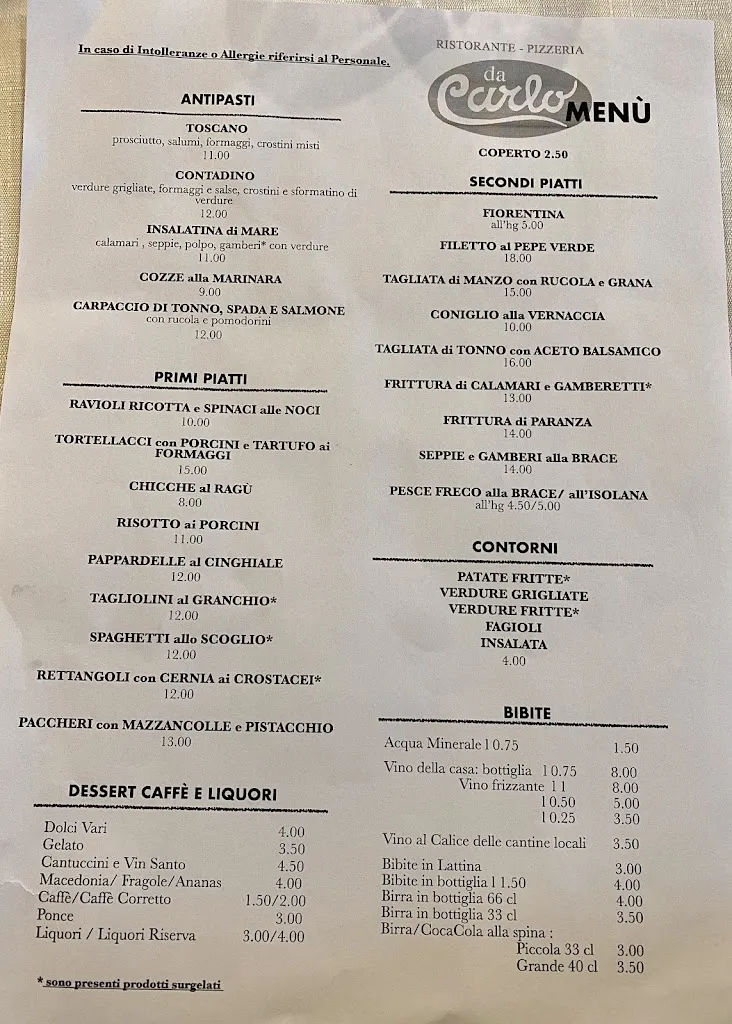 In caso di Intolleranze o Allergie riferirsi al Personale.
ANTIPASTI
TOSCANO
prosciutto, salumi, formaggi, crostini misti
11.00
CONTADINO
verdure grigliate, formaggi e salse, crostini e sformatino di
verdure
12.00
INSALATINA di MARE
calamari , seppie, polpo, gamberi* con verdure
11.00
COZZE alla MARINARA
9.00
CARPACCIO DI TONNO, SPADA E SALMONE
con rucola e pomodorini
12.00
PRIMI PIATTI
RAVIOLI RICOTTA e SPINACI alle NOCI
10.00
TORTELLACCI con PORCINI e TARTUFO ai
FORMAGGI
15.00
CHICCHE al RAGÙ
8.00
RISOTTO ai PORCINI
11.00
PAPPARDELLE al CINGHIALE
12.00
TAGLIOLINI al GRANCHIO*
12.00
SPAGHETTI allo SCOGLIO*
12.00
RETTANGOLI con CERNIA ai CROSTACEI*
12.00
PACCHERI con MAZZANCOLLE e PISTACCHIO
13.00
DESSERT CAFFÈ E LIQUORI
Dolci Vari 4.00
Gelato 3.50
Cantuccini e Vin Santo 4.50
Macedonia/ Fragole/Ananas 4.00
Caffè/Caffè Corretto 1.50/2.00
Ponce 3.00
Liquori / Liquori Riserva 3.00/4.00
* sono presenti prodotti surgelati
RISTORANTE - PIZZERIA
da
Carlo MENÙ
COPERTO 2.50
SECONDI PIATTI
FIORENTINA
all'hg 5.00
FILETTO al PEPE VERDE
18.00
TAGLIATA di MANZO con RUCOLA e GRANA
15.00
CONIGLIO alla VERNACCIA
10.00
TAGLIATA di TONNO con ACETO BALSAMICO
16.00
FRITTURA di CALAMARI e GAMBERETTI*
13.00
FRITTURA di PARANZA
14.00
SEPPIE e GAMBERI alla BRACE
14.00
PESCE FRECO alla BRACE/ all'ISOLANA
all'hg 4.50/5.00
CONTORNI
PATATE FRITTE*
VERDURE GRIGLIATE
VERDURE FRITTE*
FAGIOLI
INSALATA
4.00
BIBITE
Acqua Minerale l 0.75 1.50
Vino della casa: bottiglia l 0.75 8.00
Vino frizzante l 1 8.00
l 0.50 5.00
l 0.25 3.50
Vino al Calice delle cantine locali 3.50
Bibite in Lattina 3.00
Bibite in bottiglia l 1.50 4.00
Birra in bottiglia 66 cl 4.00
Birra in bottiglia 33 cl 3.50
Birra/CocaCola alla spina :
Piccola 33 cl 3.00
Grande 40 cl 3.50